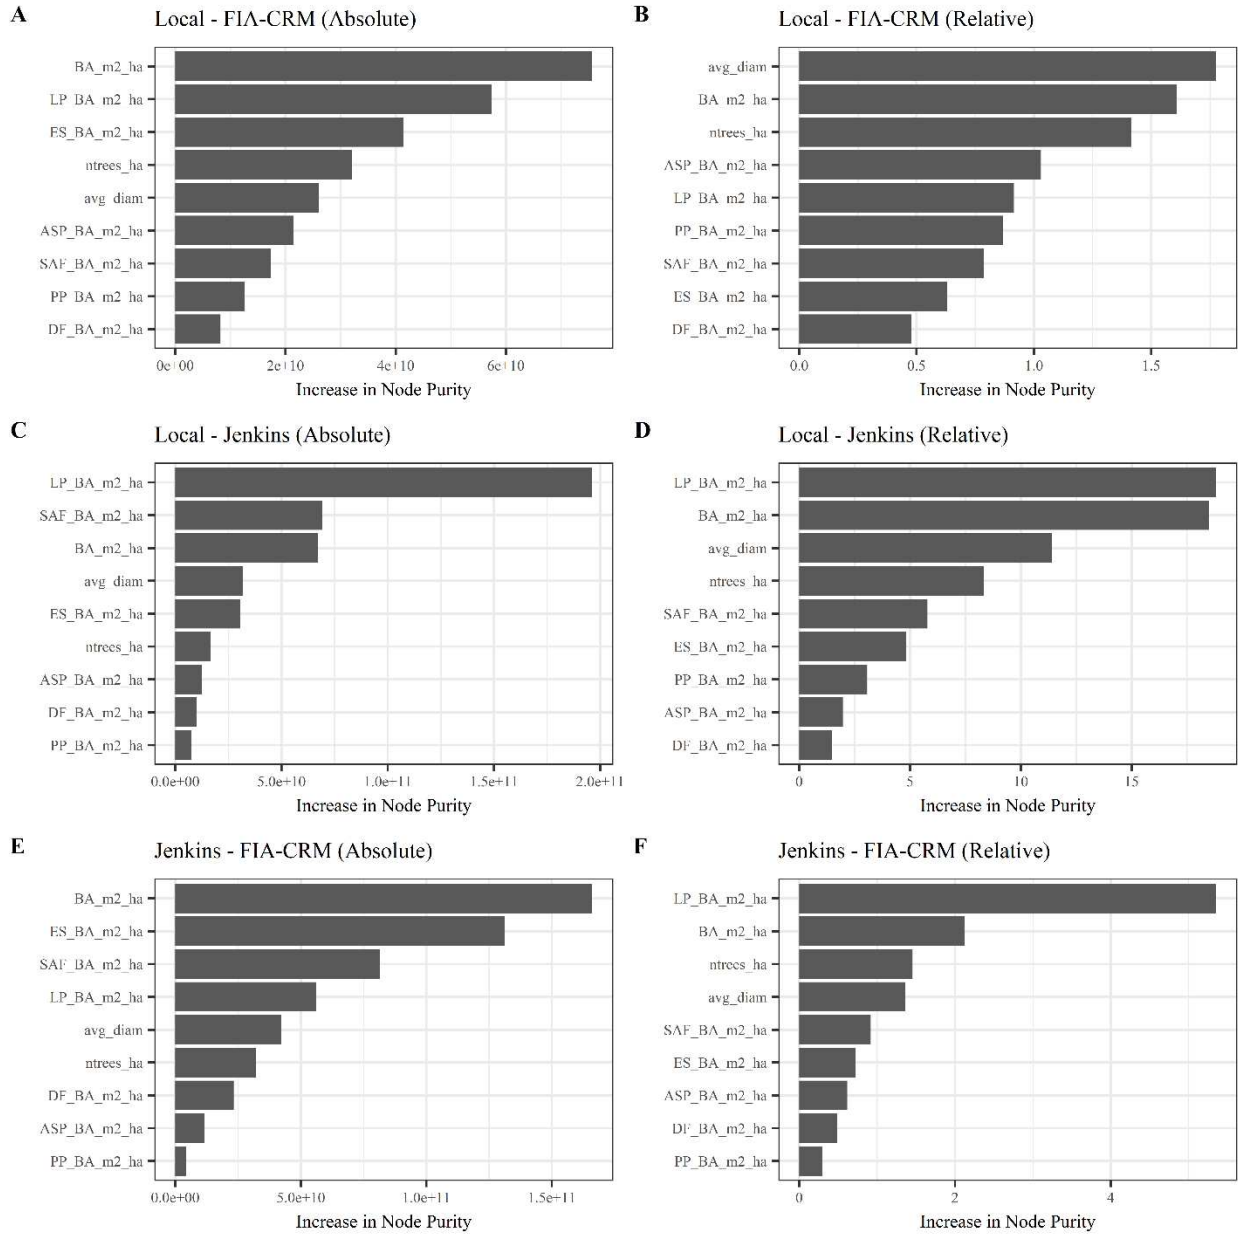 A
Local - FIA-CRM (Absolute)
BA_m2_ha
LP_BA_m2_ha
ES_BA_m2_ha
ntrees_ha
avg_diam
ASP_BA_m2_ha
SAF_BA_m2_ha
PP_BA_m2_ha
DF_BA_m2_ha
0e+00 2e+10 4e+10 6e+10
Increase in Node Purity
B
Local - FIA-CRM (Relative)
avg_diam
BA_m2_ha
ntrees_ha
ASP_BA_m2_ha
LP_BA_m2_ha
PP_BA_m2_ha
SAF_BA_m2_ha
ES_BA_m2_ha
DF_BA_m2_ha
0.0 0.5 1.0 1.5
Increase in Node Purity
C
Local - Jenkins (Absolute)
LP_BA_m2_ha
SAF_BA_m2_ha
BA_m2_ha
avg_diam
ES_BA_m2_ha
ntrees_ha
ASP_BA_m2_ha
DF_BA_m2_ha
PP_BA_m2_ha
0.0e+00 5.0e+10 1.0e+11 1.5e+11 2.0e+11
Increase in Node Purity
D
Local - Jenkins (Relative)
LP_BA_m2_ha
BA_m2_ha
avg_diam
ntrees_ha
SAF_BA_m2_ha
ES_BA_m2_ha
PP_BA_m2_ha
ASP_BA_m2_ha
DF_BA_m2_ha
0 5 10 15
Increase in Node Purity
E
Jenkins - FIA-CRM (Absolute)
BA_m2_ha
ES_BA_m2_ha
SAF_BA_m2_ha
LP_BA_m2_ha
avg_diam
ntrees_ha
DF_BA_m2_ha
ASP_BA_m2_ha
PP_BA_m2_ha
0.0e+00 5.0e+10 1.0e+11 1.5e+11
Increase in Node Purity
F
Jenkins - FIA-CRM (Relative)
LP_BA_m2_ha
BA_m2_ha
ntrees_ha
avg_diam
SAF_BA_m2_ha
ES_BA_m2_ha
ASP_BA_m2_ha
DF_BA_m2_ha
PP_BA_m2_ha
0 2 4
Increase in Node Purity